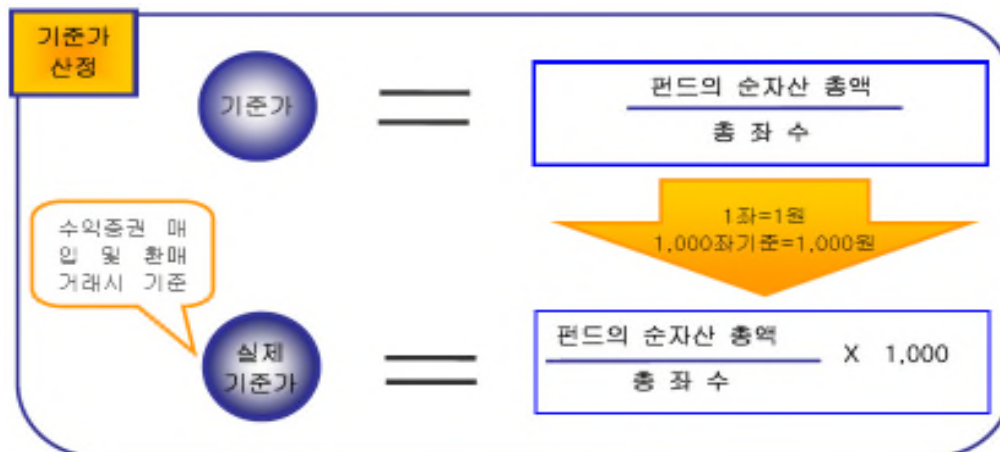 기준가
산정
기준가
펀드의 순자산 총액
총 좌 수
1좌=1원
1,000좌기준=1,000원
수익증권 매
입 및 환매
거래시 기준
실제
기준가
펀드의 순자산 총액
총 좌 수
X 1,000